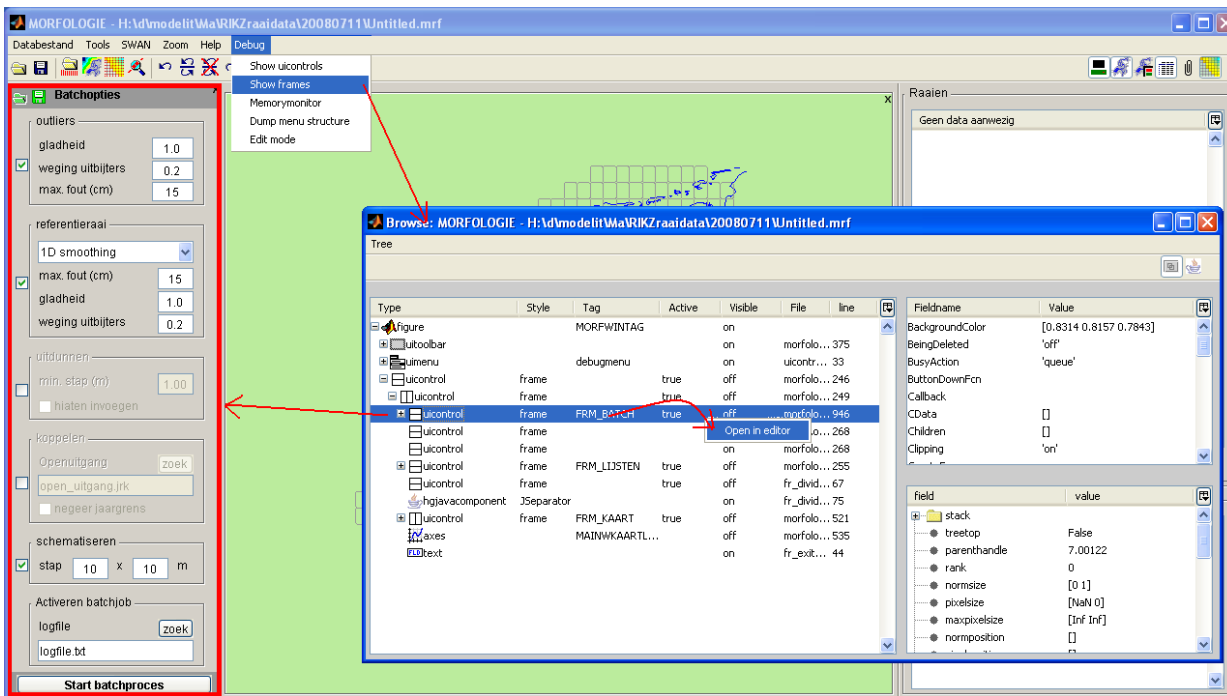 MORFOLOGIE - H:\d\modelit\Ma\RIKZraaidata\20080711\Untitled.mrf
Databestand Tools SWAN Zoom Help Debug
Show uicontrols
Show frames
Memorymonitor
Dump menu structure
Edit mode
Batchopties
outliers
gladheid 1.0
weging uitbijters 0.2
max. fout (cm) 15
referentieraai
1D smoothing
max. fout (cm) 15
gladheid 1.0
weging uitbijters 0.2
uitdunnen
min. stap (m) 1.00
hiaten invoegen
koppelen
Openuitgang zoek
open_uitgang.jrk
negeer jaargrens
schematiseren
stap 10 x 10 m
Activeren batchjob
logfile zoek
logfile.txt
Start batchproces
x
Raaien
Geen data aanwezig
Browse: MORFOLOGIE - H:\d\modelit\Ma\RIKZraaidata\20080711\Untitled.mrf
Tree
Type Style Tag Active Visible File line
figure MORFWINTAG on
uitoolbar on morfolo... 375
uimenu debugmenu on uicontr... 33
uicontrol frame true off morfolo... 246
uicontrol frame true off morfolo... 249
uicontrol frame FRM_BATCH true off morfolo... 946
Open in editor
uicontrol frame ...o... 268
uicontrol frame on morfolo... 268
uicontrol frame FRM_LIJSTEN true off morfolo... 255
uicontrol frame true off fr_divid... 67
hgjavacomponent JSeparator on fr_divid... 75
uicontrol frame FRM_KAART true off morfolo... 521
axes MAINWKAARTL... off morfolo... 535
FLD text on fr_exit... 44
Fieldname Value
BackgroundColor [0.8314 0.8157 0.7843]
BeingDeleted 'off'
BusyAction 'queue'
ButtonDownFcn
Callback
CData []
Children []
Clipping 'on'
field value
stack
treetop False
parenthandle 7.00122
rank 0
normsize [0 1]
pixelsize [NaN 0]
maxpixelsize [Inf Inf]
normposition []